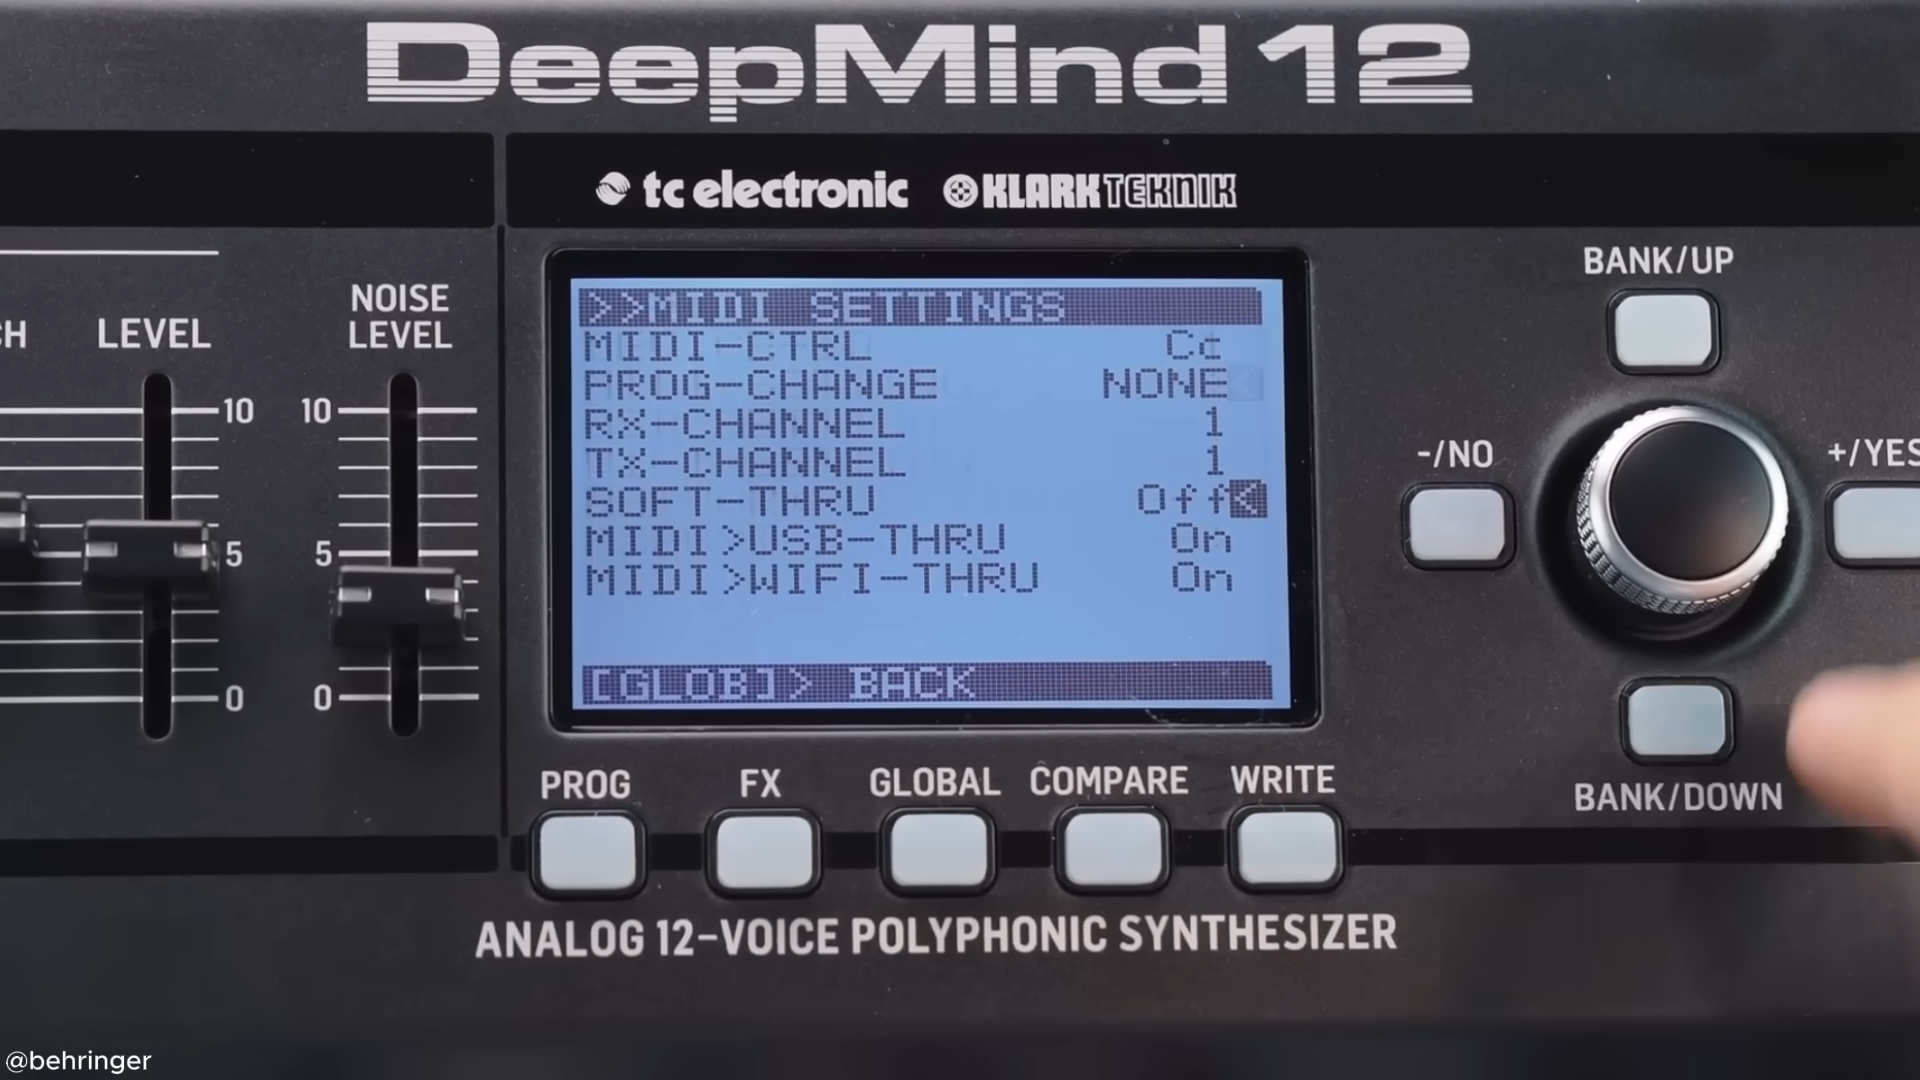 DeepMind 12
tc electronic KLARK TEKNIK
BANK/UP
NOISE
LEVEL
CH LEVEL
>>MIDI SETTINGS
MIDI-CTRL Cc
PROG-CHANGE NONE
RX-CHANNEL 1
TX-CHANNEL 1
SOFT-THRU Off<
MIDI>USB-THRU On
MIDI>WIFI-THRU On
[GLOB]> BACK
10 10
5 5
0 0
-/NO +/YES
BANK/DOWN
PROG FX GLOBAL COMPARE WRITE
ANALOG 12-VOICE POLYPHONIC SYNTHESIZER
@behringer